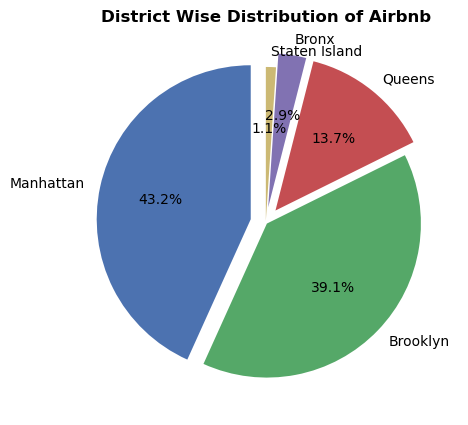 District Wise Distribution of Airbnb
Bronx
Staten Island
Queens
2.9%
1.1%
13.7%
Manhattan
43.2%
39.1%
Brooklyn